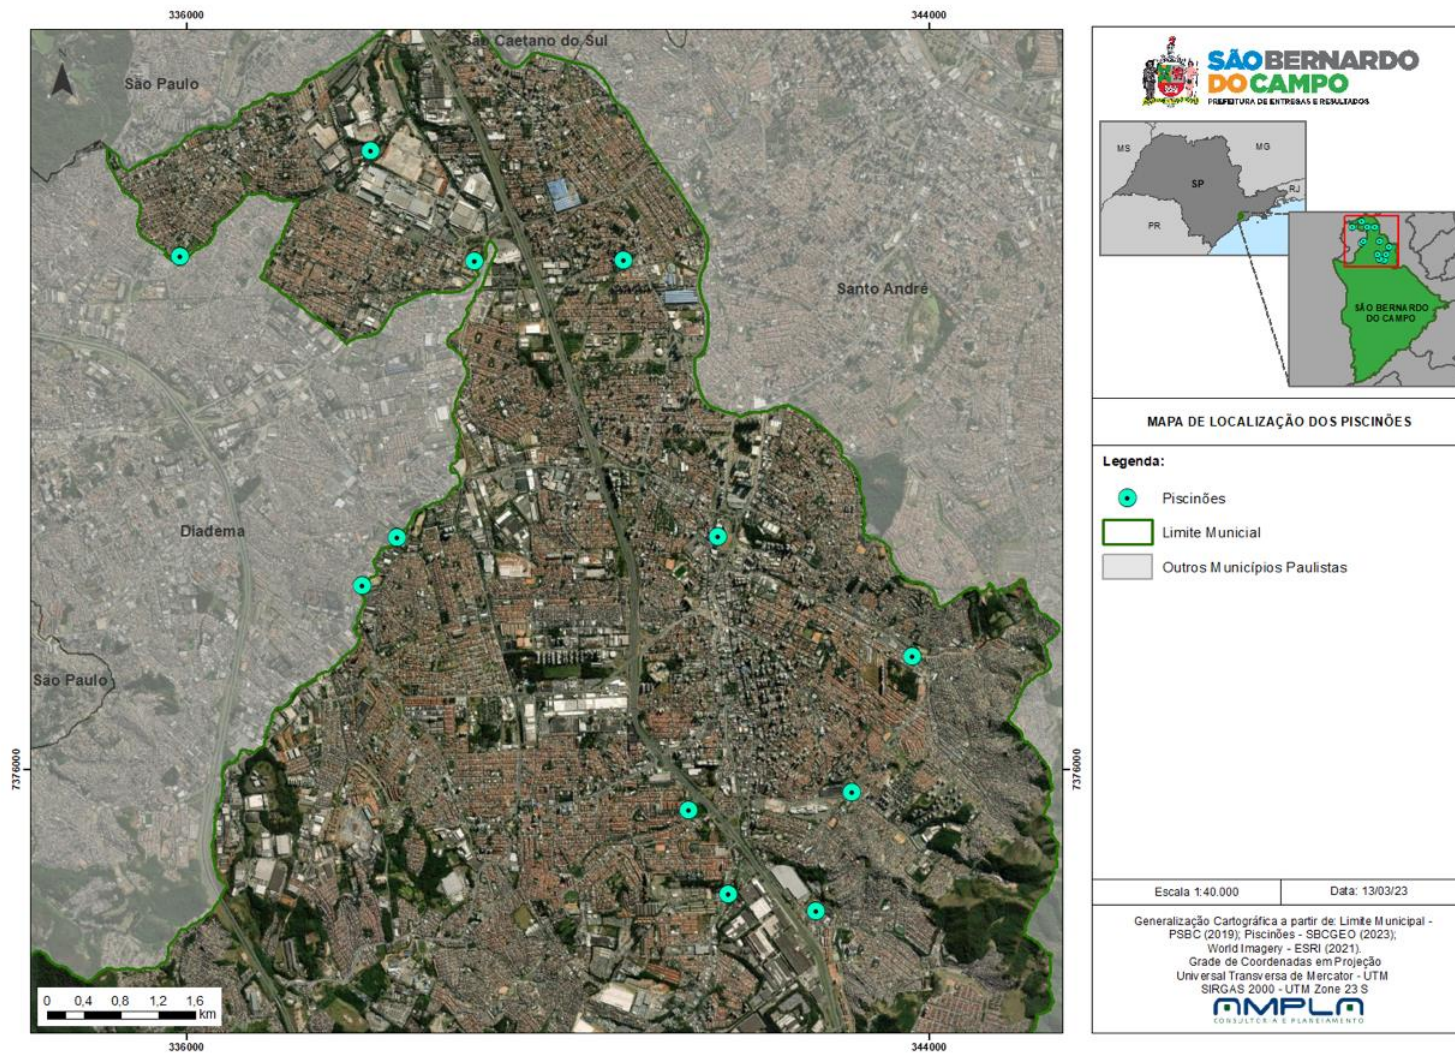 336000
344000
São Caetano do Sul
São Paulo
Santo André
Diadema
São Paulo
7376000
7376000
0 0,4 0,8 1,2 1,6
km
336000
344000
SÃO BERNARDO
DO CAMPO
PREFEITURA DE ENTREGAS E RESULTADOS
MS
MG
SP
RJ
PR
SÃO BERNARDO
DO CAMPO
MAPA DE LOCALIZAÇÃO DOS PISCINÕES
Legenda:
Piscinões
Limite Municial
Outros Municípios Paulistas
Escala 1:40.000
Data: 13/03/23
Generalização Cartográfica a partir de: Limite Municipal -
PSBC (2019); Piscinões - SBCGEO (2023);
World Imagery - ESRI (2021).
Grade de Coordenadas em Projeção
Universal Transversa de Mercator - UTM
SIRGAS 2000 - UTM Zone 23 S
AMPLA
CONSULTORIA E PLANEJAMENTO